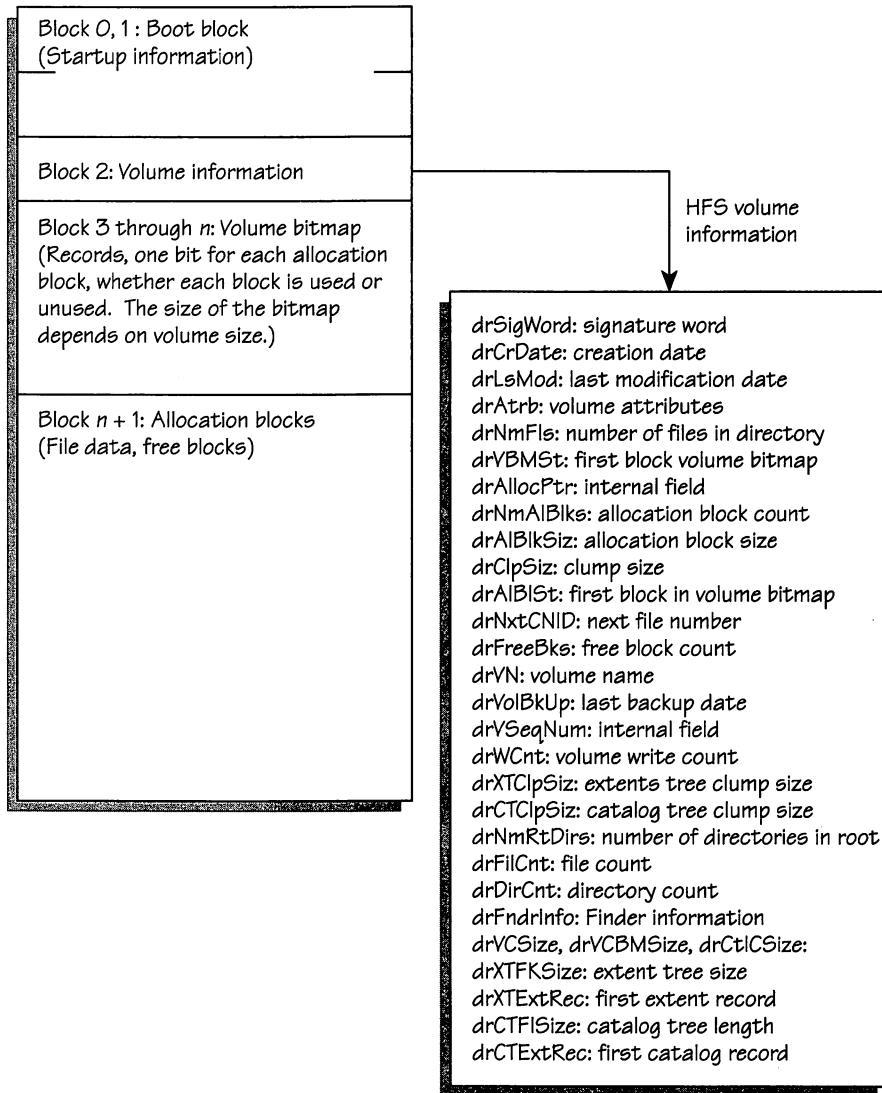 Block 0, 1 : Boot block
(Startup information)
Block 2: Volume information
Block 3 through n: Volume bitmap
(Records, one bit for each allocation
block, whether each block is used or
unused. The size of the bitmap
depends on volume size.)
Block n + 1: Allocation blocks
(File data, free blocks)
HFS volume
information
drSigWord: signature word
drCrDate: creation date
drLsMod: last modification date
drAtrb: volume attributes
drNmFls: number of files in directory
drVBMSt: first block volume bitmap
drAllocPtr: internal field
drNmAlBlks: allocation block count
drAlBlkSiz: allocation block size
drClpSiz: clump size
drAlBlSt: first block in volume bitmap
drNxtCNID: next file number
drFreeBks: free block count
drVN: volume name
drVolBkUp: last backup date
drVSeqNum: internal field
drWCnt: volume write count
drXTClpSiz: extents tree clump size
drCTClpSiz: catalog tree clump size
drNmRtDirs: number of directories in root
drFilCnt: file count
drDirCnt: directory count
drFndrInfo: Finder information
drVCSize, drVCBMSize, drCtlCSize:
drXTFKSize: extent tree size
drXTExtRec: first extent record
drCTFlSize: catalog tree length
drCTExtRec: first catalog record